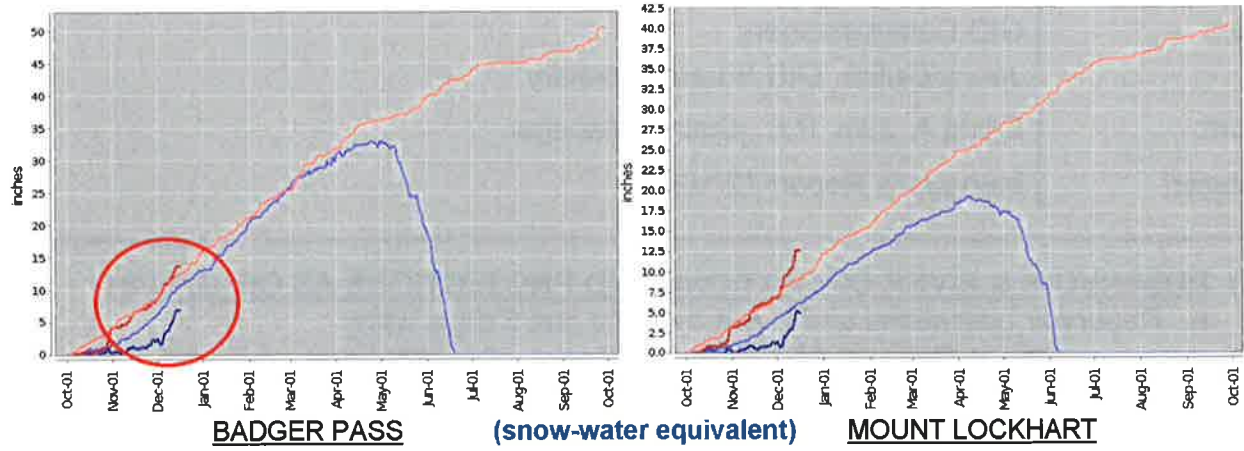 50
45
40
35
30
25
20
15
10
5
0
inches
Oct-01
Nov-01
Dec-01
Jan-01
Feb-01
Mar-01
Apr-01
May-01
Jun-01
Jul-01
Aug-01
Sep-01
Oct-01
42.5
40.0
37.5
35.0
32.5
30.0
27.5
25.0
22.5
20.0
17.5
15.0
12.5
10.0
7.5
5.0
2.5
0.0
inches
Oct-01
Nov-01
Dec-01
Jan-01
Feb-01
Mar-01
Apr-01
May-01
Jun-01
Jul-01
Aug-01
Sep-01
Oct-01
BADGER PASS (snow-water equivalent) MOUNT LOCKHART